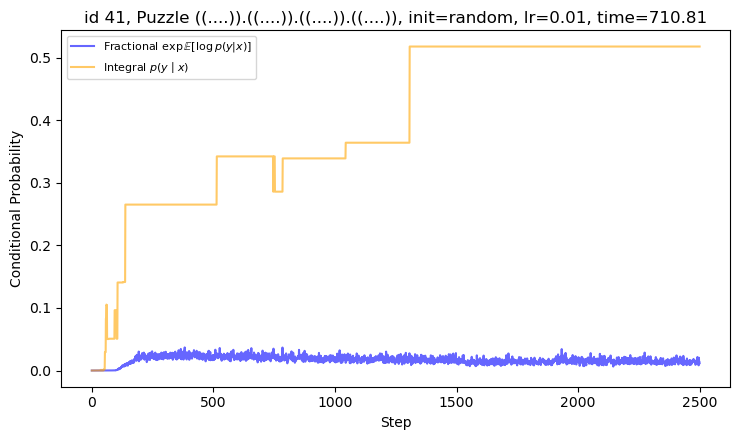 id 41, Puzzle ((....)).((....)).((....)).((....)), init=random, lr=0.01, time=710.81
Fractional exp𝔼[log p(y|x)]
Integral p(y | x)
Conditional Probability
0.5
0.4
0.3
0.2
0.1
0.0
0
500
1000
1500
2000
2500
Step